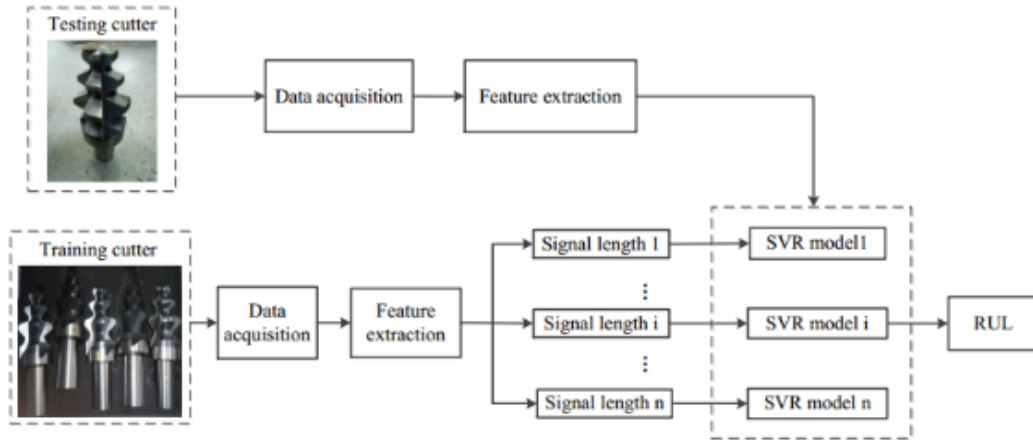 Testing cutter
Data acquisition
Feature extraction
Training cutter
Data
acquisition
Feature
extraction
Signal length 1
SVR model1
⋮
Signal length i
SVR model i
RUL
⋮
Signal length n
SVR model n